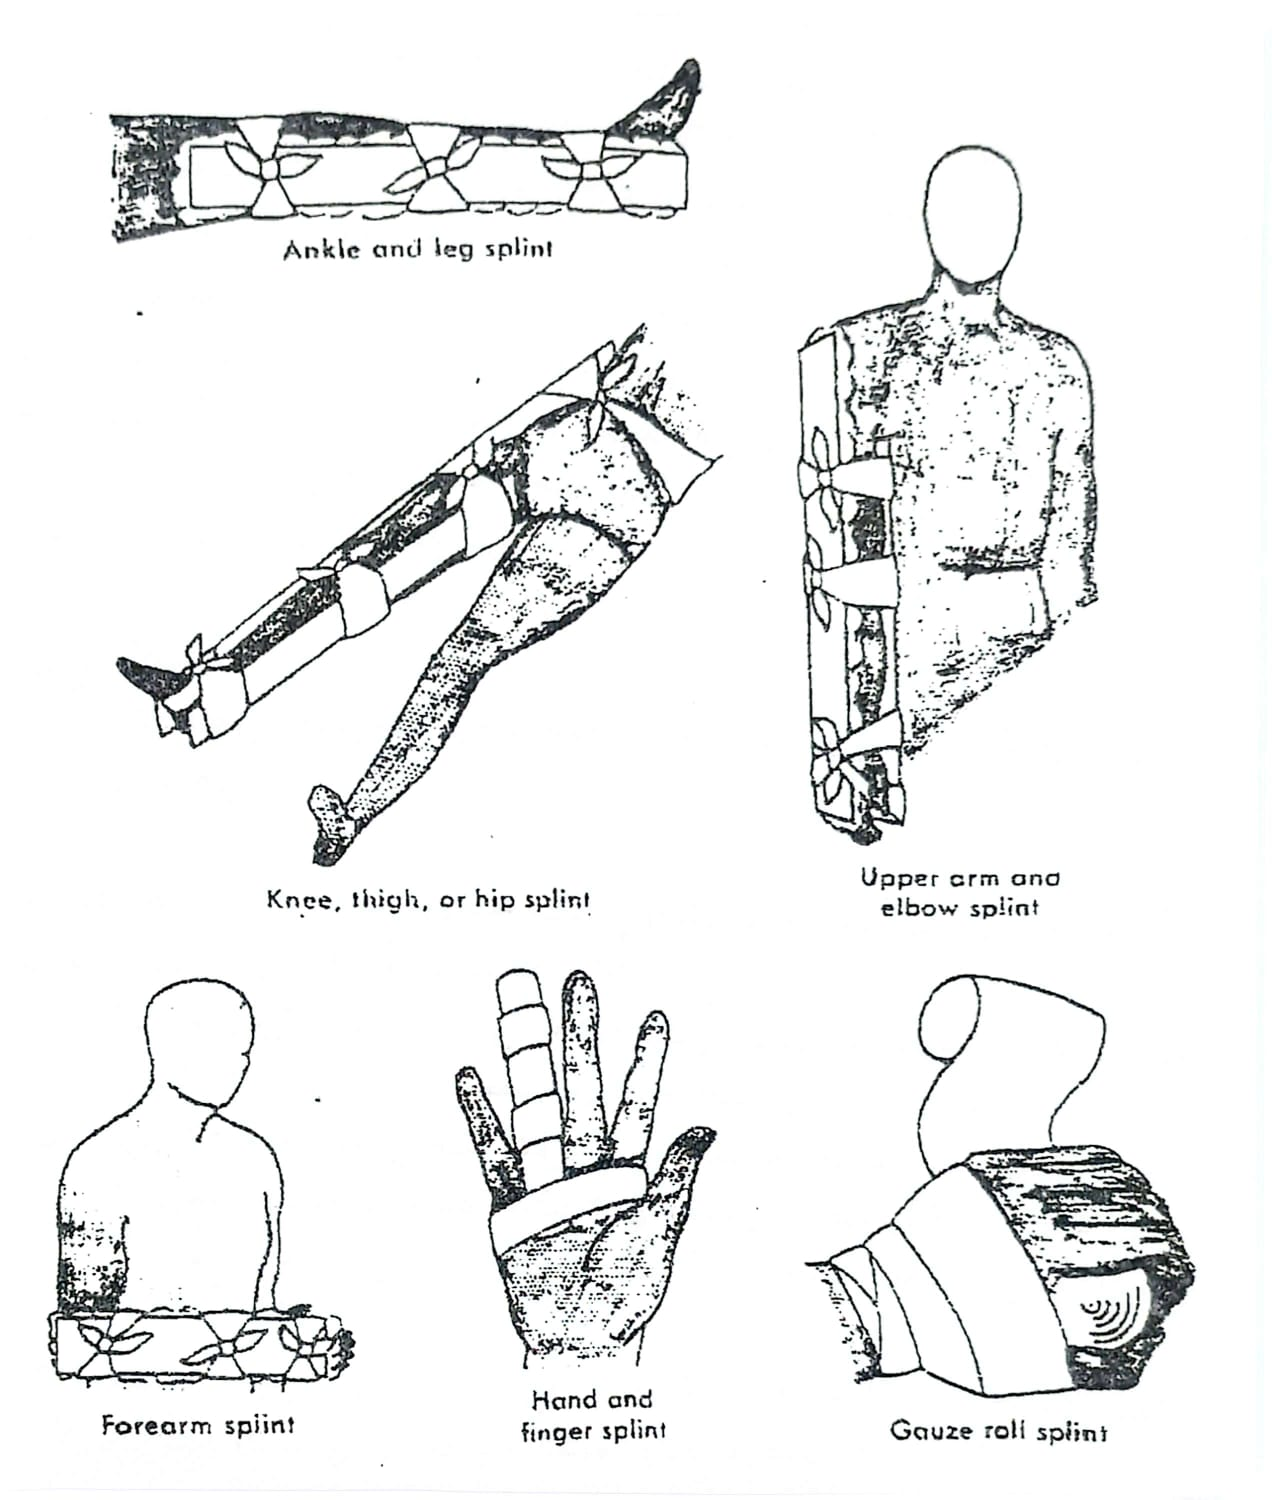 Ankle and leg splint
Knee, thigh, or hip splint
Upper arm and
elbow splint
Forearm splint
Hand and
finger splint
Gauze roll splint